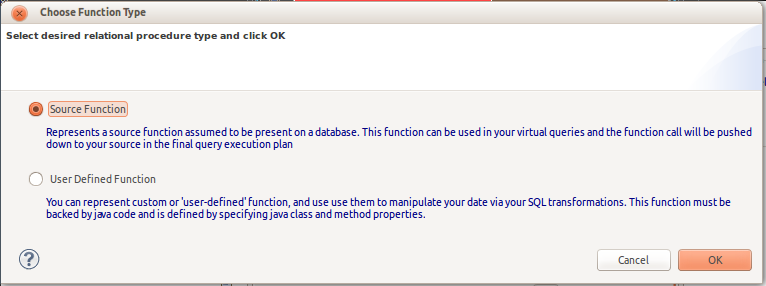 Choose Function Type
Select desired relational procedure type and click OK
Source Function
Represents a source function assumed to be present on a database. This function can be used in your virtual queries and the function call will be pushed
down to your source in the final query execution plan
User Defined Function
You can represent custom or 'user-defined' function, and use use them to manipulate your date via your SQL transformations. This function must be
backed by java code and is defined by specifying java class and method properties.
?
Cancel
OK